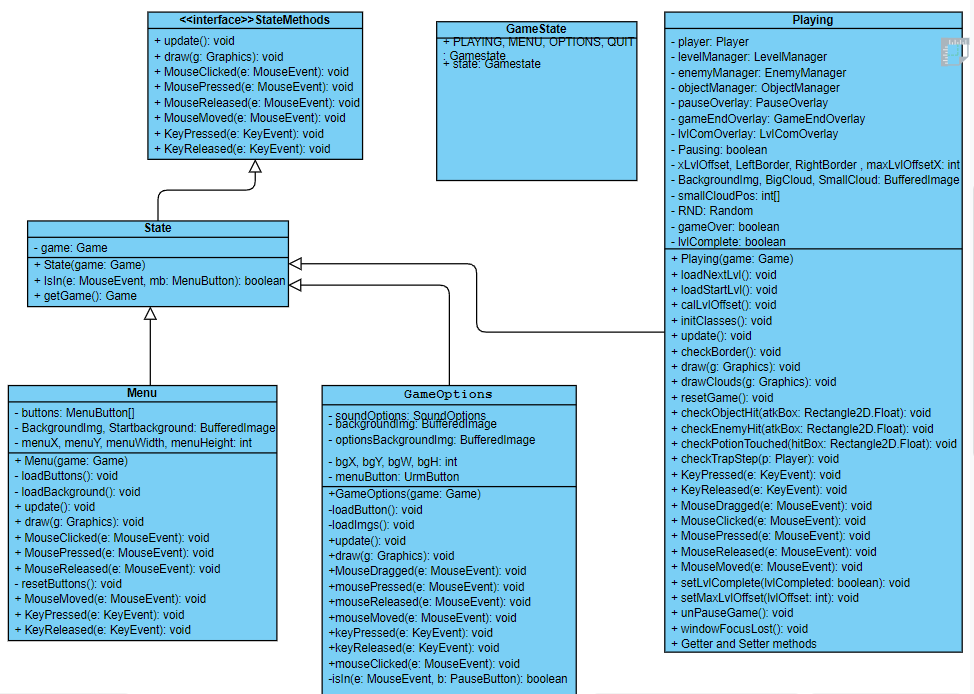 <<interface>>StateMethods
+ update(): void
+ draw(g: Graphics): void
+ MouseClicked(e: MouseEvent): void
+ MousePressed(e: MouseEvent): void
+ MouseReleased(e: MouseEvent): void
+ MouseMoved(e: MouseEvent): void
+ KeyPressed(e: KeyEvent): void
+ KeyReleased(e: KeyEvent): void
GameState
+ PLAYING, MENU, OPTIONS, QUIT
: Gamestate
+ state: Gamestate
Playing
- player: Player
- levelManager: LevelManager
- enemyManager: EnemyManager
- objectManager: ObjectManager
- pauseOverlay: PauseOverlay
- gameEndOverlay: GameEndOverlay
- lvlComOverlay: LvlComOverlay
- Pausing: boolean
- xLvlOffset, LeftBorder, RightBorder , maxLvlOffsetX: int
- BackgroundImg, BigCloud, SmallCloud: BufferedImage
- smallCloudPos: int[]
- RND: Random
- gameOver: boolean
- lvlComplete: boolean
+ Playing(game: Game)
+ loadNextLvl(): void
+ loadStartLvl(): void
+ calLvlOffset(): void
+ initClasses(): void
+ update(): void
+ checkBorder(): void
+ draw(g: Graphics): void
+ drawClouds(g: Graphics): void
+ resetGame(): void
+ checkObjectHit(atkBox: Rectangle2D.Float): void
+ checkEnemyHit(atkBox: Rectangle2D.Float): void
+ checkPotionTouched(hitBox: Rectangle2D.Float): void
+ checkTrapStep(p: Player): void
+ KeyPressed(e: KeyEvent): void
+ KeyReleased(e: KeyEvent): void
+ MouseDragged(e: MouseEvent): void
+ MouseClicked(e: MouseEvent): void
+ MousePressed(e: MouseEvent): void
+ MouseReleased(e: MouseEvent): void
+ MouseMoved(e: MouseEvent): void
+ setLvlComplete(lvlCompleted: boolean): void
+ setMaxLvlOffset(lvlOffset: int): void
+ unPauseGame(): void
+ windowFocusLost(): void
+ Getter and Setter methods
State
- game: Game
+ State(game: Game)
+ IsIn(e: MouseEvent, mb: MenuButton): boolean
+ getGame(): Game
Menu
- buttons: MenuButton[]
- BackgroundImg, Startbackground: BufferedImage
- menuX, menuY, menuWidth, menuHeight: int
+ Menu(game: Game)
- loadButtons(): void
- loadBackground(): void
+ update(): void
+ draw(g: Graphics): void
+ MouseClicked(e: MouseEvent): void
+ MousePressed(e: MouseEvent): void
+ MouseReleased(e: MouseEvent): void
- resetButtons(): void
+ MouseMoved(e: MouseEvent): void
+ KeyPressed(e: KeyEvent): void
+ KeyReleased(e: KeyEvent): void
GameOptions
- soundOptions: SoundOptions
- backgroundImg: BufferedImage
- optionsBackgroundImg: BufferedImage
- bgX, bgY, bgW, bgH: int
- menuButton: UrmButton
+GameOptions(game: Game)
-loadButton(): void
-loadImgs(): void
+update(): void
+draw(g: Graphics): void
+MouseDragged(e: MouseEvent): void
+mousePressed(e: MouseEvent): void
+mouseReleased(e: MouseEvent): void
+mouseMoved(e: MouseEvent): void
+keyPressed(e: KeyEvent): void
+keyReleased(e: KeyEvent): void
+mouseClicked(e: MouseEvent): void
-isIn(e: MouseEvent, b: PauseButton): boolean